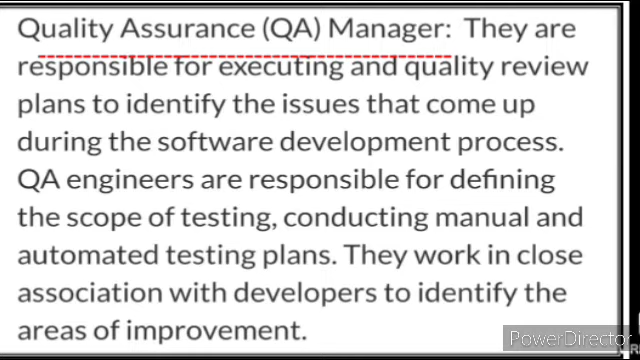 Quality Assurance (QA) Manager: They are
responsible for executing and quality review
plans to identify the issues that come up
during the software development process.
QA engineers are responsible for defining
the scope of testing, conducting manual and
automated testing plans. They work in close
association with developers to identify the
areas of improvement.
PowerDirector